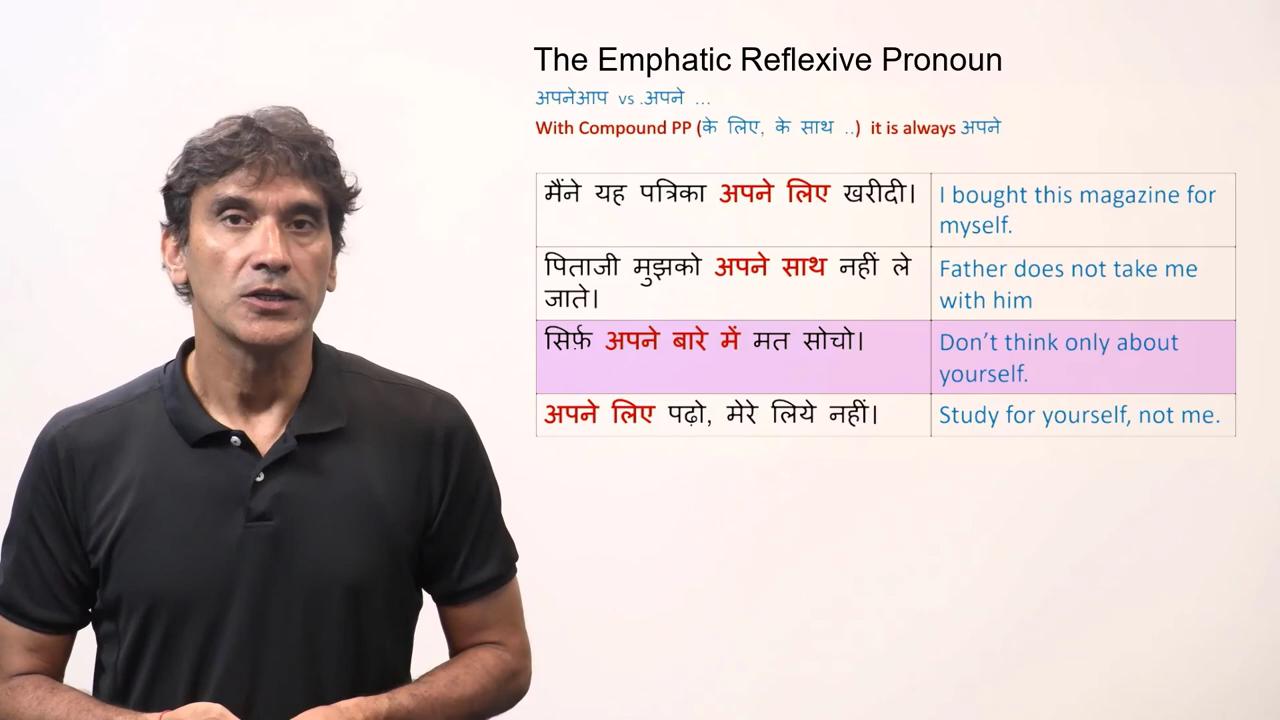 The Emphatic Reflexive Pronoun
अपनेआप vs .अपने ...
With Compound PP (के लिए, के साथ ..) it is always अपने
मैंने यह पत्रिका अपने लिए खरीदी।
I bought this magazine for
myself.
पिताजी मुझको अपने साथ नहीं ले
जाते।
Father does not take me
with him
सिर्फ़ अपने बारे में मत सोचो।
Don’t think only about
yourself.
अपने लिए पढ़ो, मेरे लिये नहीं।
Study for yourself, not me.